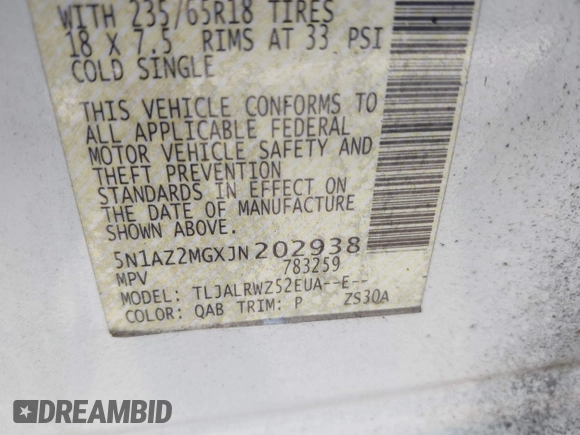 WITH 235/65R18 TIRES
18 X 7.5 RIMS AT 33 PSI
COLD SINGLE
THIS VEHICLE CONFORMS TO
ALL APPLICABLE FEDERAL
MOTOR VEHICLE SAFETY AND
THEFT PREVENTION
STANDARDS IN EFFECT ON
THE DATE OF MANUFACTURE
SHOWN ABOVE.
5N1AZ2MGXJN202938
MPV 783259
MODEL: TLJALRWZ52EUA--E--
COLOR: QAB TRIM: P ZS30A
DREAMBID